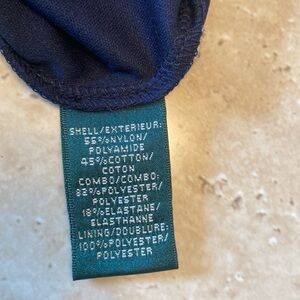 SHELL/EXTERIEUR:
55%NYLON/
POLYAMIDE
45%COTTON/
COTON
COMBO/COMBO:
82%POLYESTER/
POLYESTER
18%ELASTANE/
ELASTHANNE
LINING/DOUBLURE:
100%POLYESTER/
POLYESTER